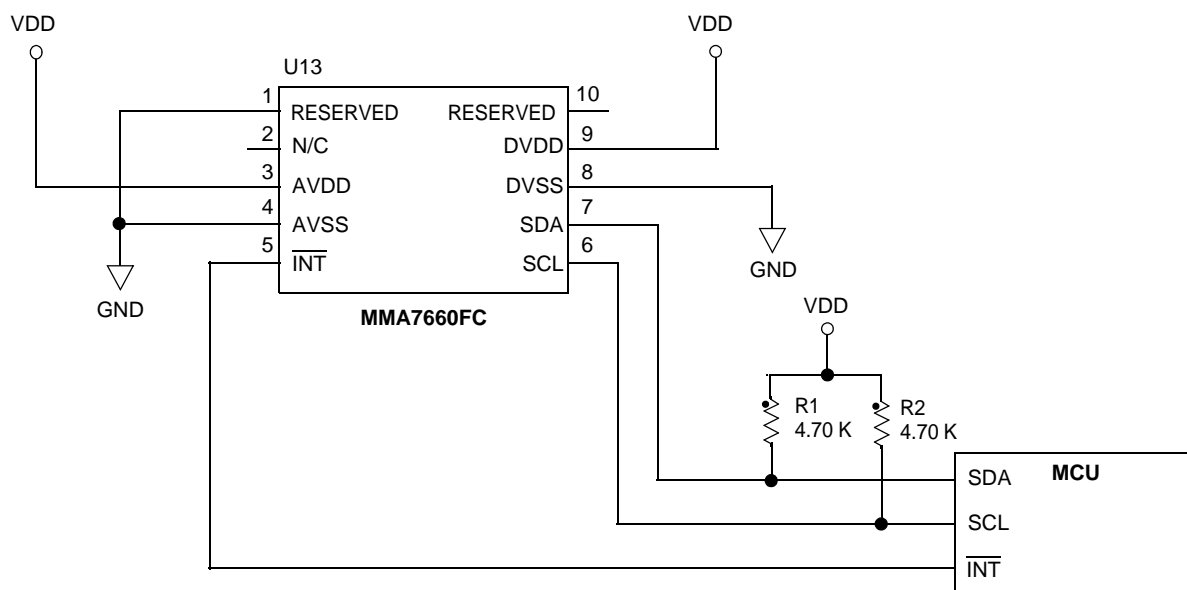 VDD
VDD
U13
1
RESERVED
RESERVED
10
2
N/C
DVDD
9
3
AVDD
DVSS
8
4
AVSS
SDA
7
5
INT
SCL
6
GND
GND
MMA7660FC
VDD
R1
4.70 K
R2
4.70 K
MCU
SDA
SCL
INT